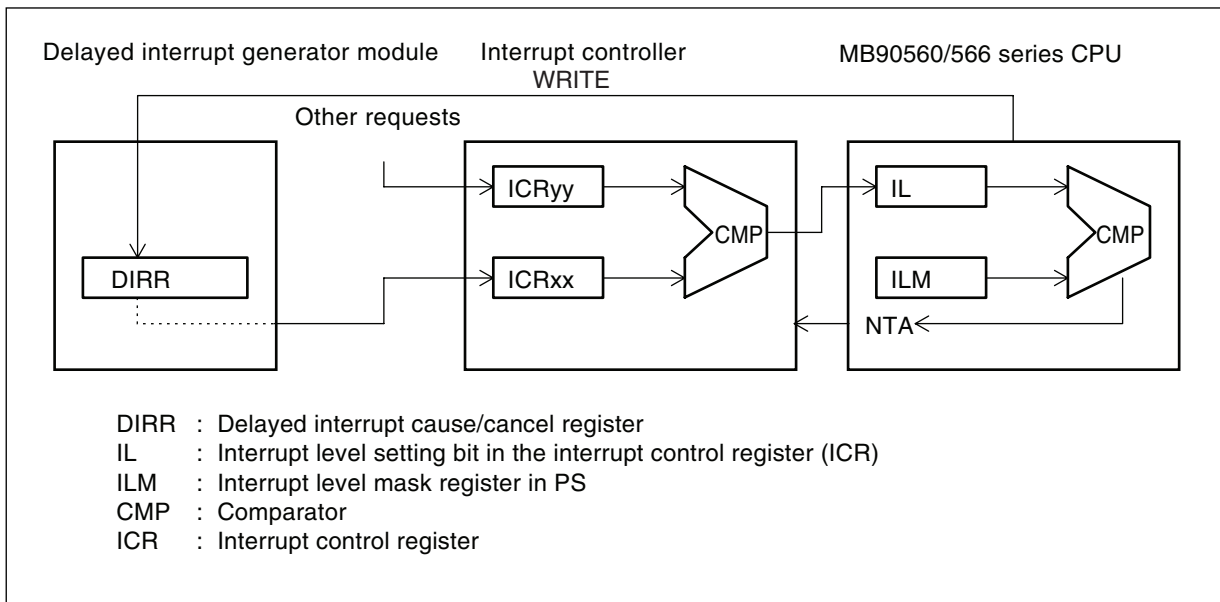 Delayed interrupt generator module
Interrupt controller
MB90560/566 series CPU
WRITE
Other requests
ICRyy
IL
CMP
CMP
DIRR
ICRxx
ILM
NTA
DIRR : Delayed interrupt cause/cancel register
IL : Interrupt level setting bit in the interrupt control register (ICR)
ILM : Interrupt level mask register in PS
CMP : Comparator
ICR : Interrupt control register